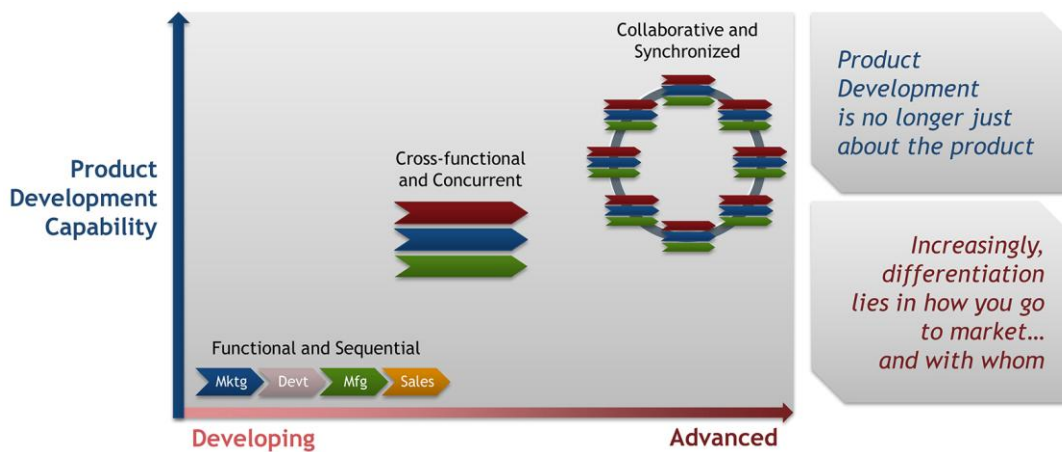 Collaborative and
Synchronized
Product
Development
is no longer just
about the product
Product
Development
Capability
Cross-functional
and Concurrent
Increasingly,
differentiation
lies in how you go
to market…
and with whom
Functional and Sequential
Mktg Devt Mfg Sales
Developing
Advanced